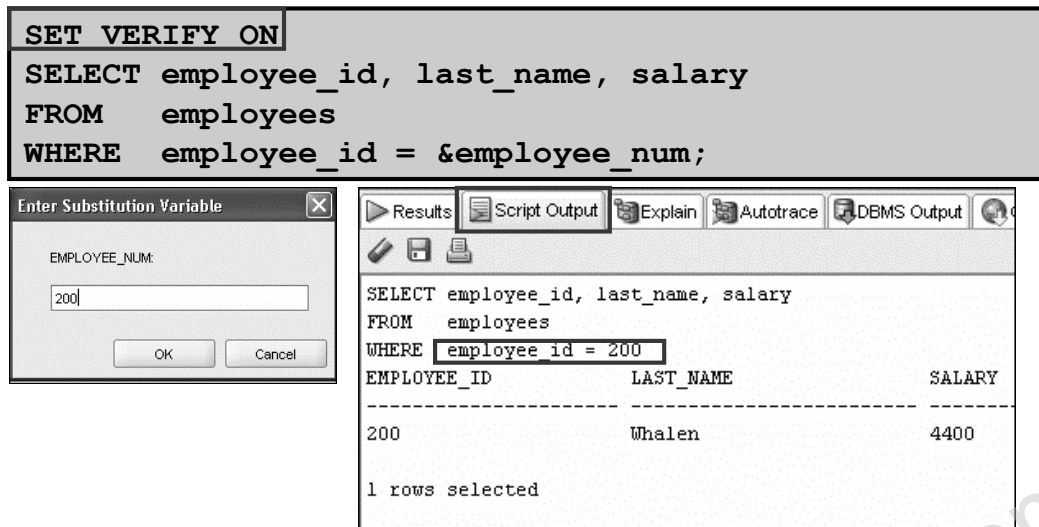 SET VERIFY ON
SELECT employee_id, last_name, salary
FROM employees
WHERE employee_id = &employee_num;
Enter Substitution Variable
EMPLOYEE_NUM:
200
OK Cancel
Results Script Output Explain Autotrace DBMS Output
SELECT employee_id, last_name, salary
FROM employees
WHERE employee_id = 200
EMPLOYEE_ID LAST_NAME SALARY
------------------------ --------------------------- --------
200 Whalen 4400
1 rows selected